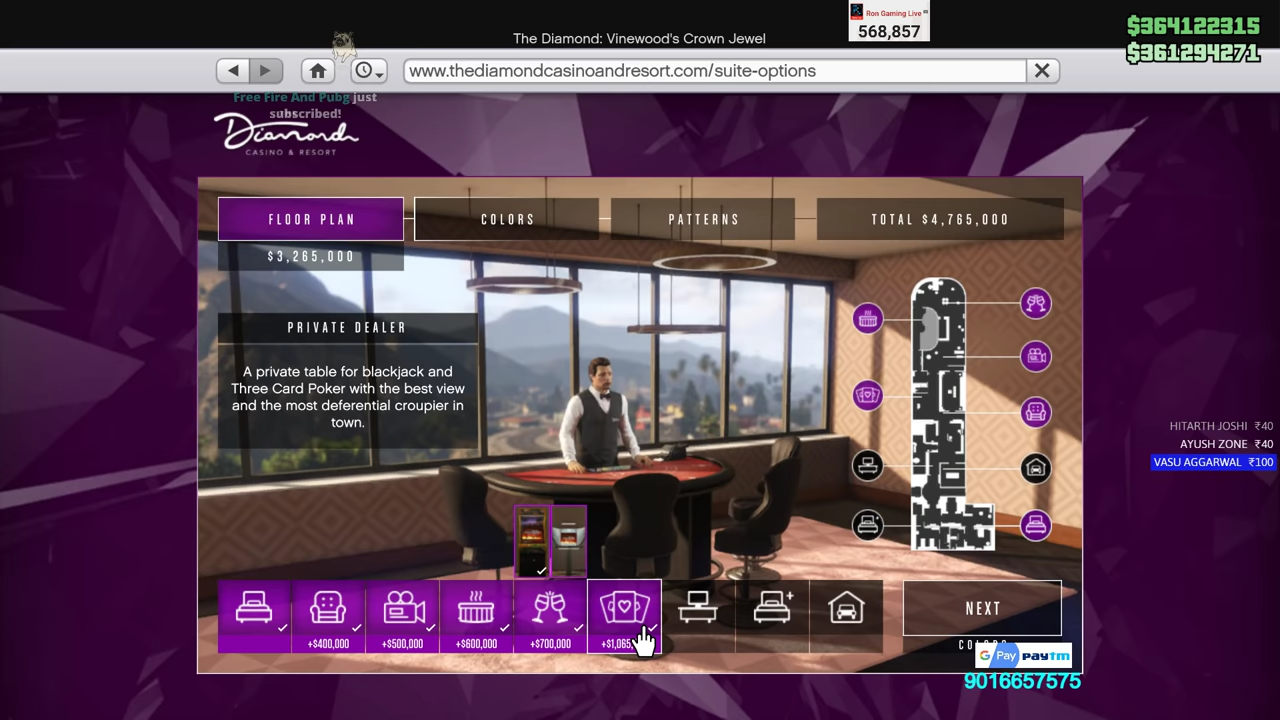 Ron Gaming Live
568,857
$364122315
$361294271
The Diamond: Vinewood's Crown Jewel
www.thediamondcasinoandresort.com/suite-options
Free Fire And Pubg just
subscribed!
Diamond
CASINO & RESORT
FLOOR PLAN
COLORS
PATTERNS
TOTAL $4,765,000
$3,265,000
PRIVATE DEALER
A private table for blackjack and
Three Card Poker with the best view
and the most deferential croupier in
town.
HITARTH JOSHI ₹40
AYUSH ZONE ₹40
VASU AGGARWAL ₹100
+$400,000
+$500,000
+$600,000
+$700,000
NEXT
G Pay paytm
9016657575